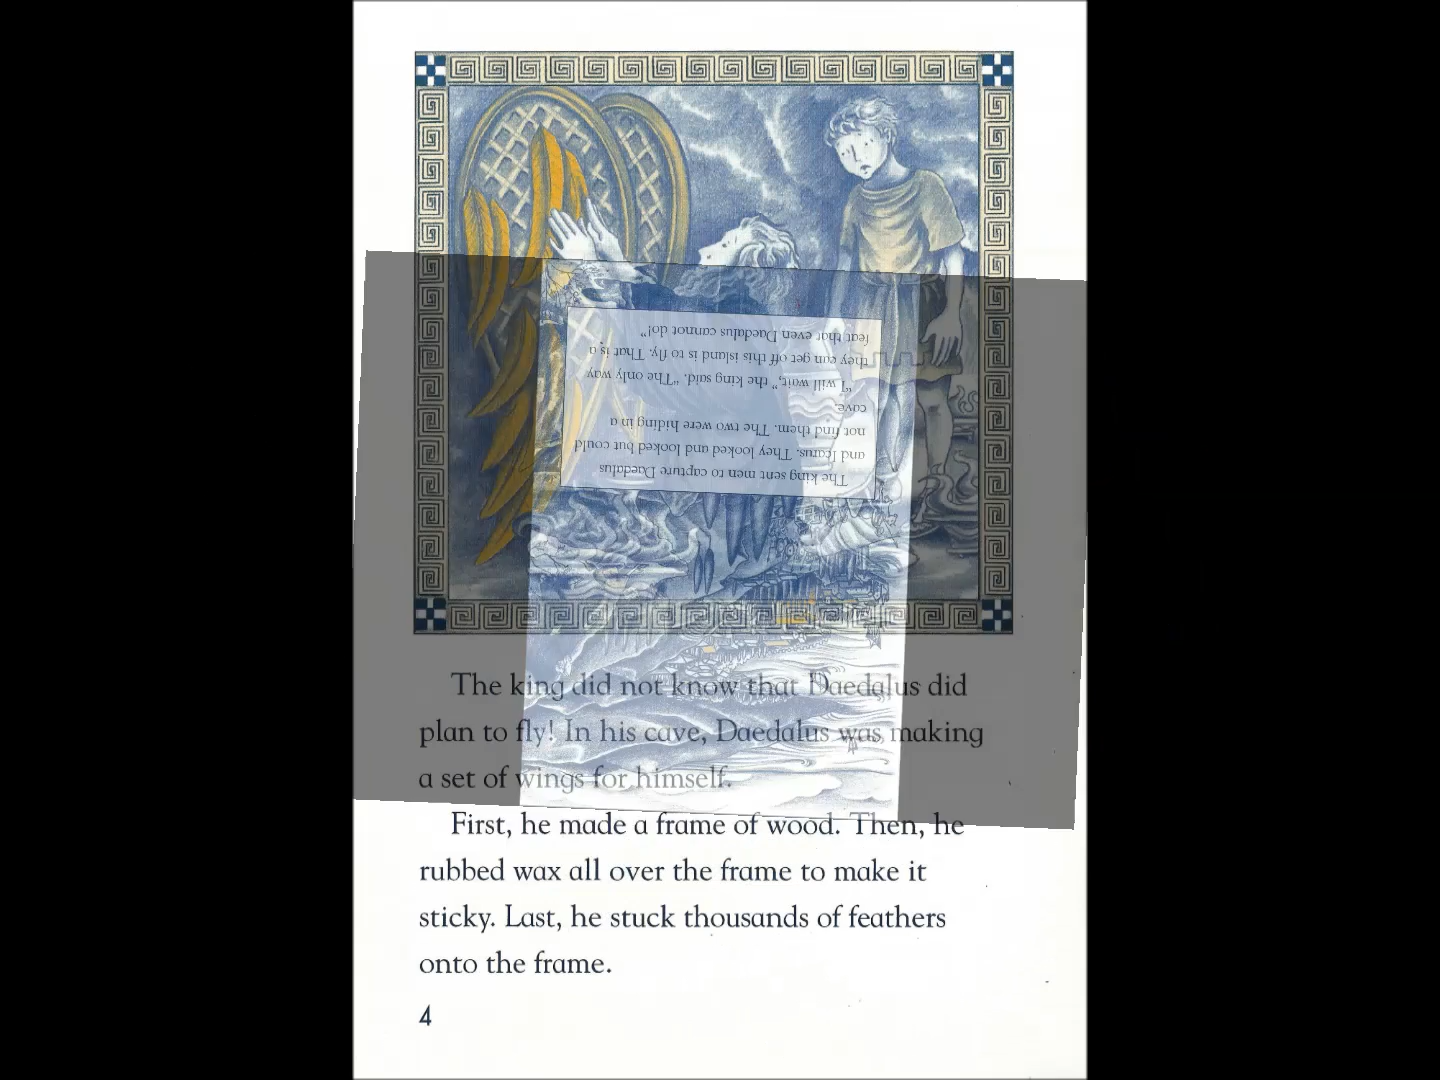 The king did not know that Daedalus did
plan to fly! In his cave, Daedalus was making
a set of wings for himself.
First, he made a frame of wood. Then, he
rubbed wax all over the frame to make it
sticky. Last, he stuck thousands of feathers
onto the frame.
4
The king sent men to capture Daedalus
and Icarus. They looked and looked but could
not find them. The two were hiding in a
cave.
"I will wait," the king said. "The only way
they can get off this island is to fly. That is a
feat that even Daedalus cannot do!"